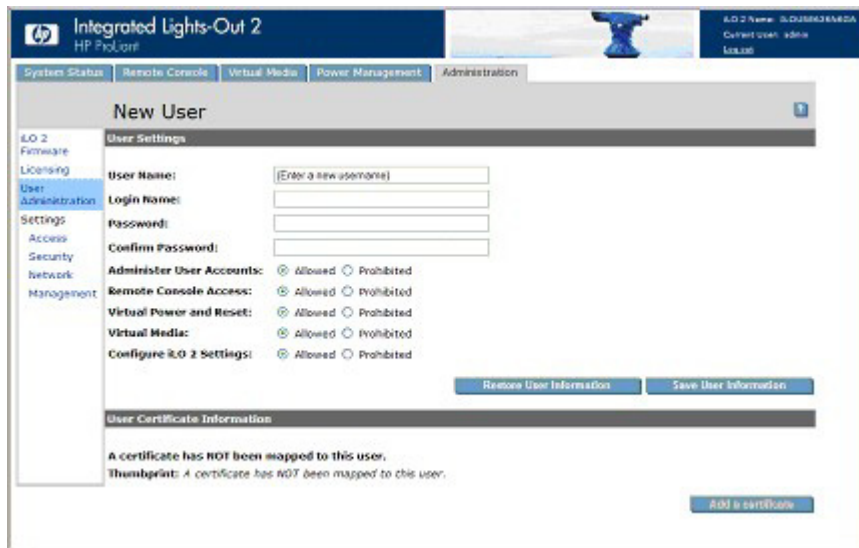 hp
Integrated Lights-Out 2
HP ProLiant
Current User: admin
Log out
System Status
Remote Console
Virtual Media
Power Management
Administration
New User
?
iLO 2
Firmware
Licensing
User
Administration
Settings
Access
Security
Network
Management
User Settings
User Name: (Enter a new username)
Login Name:
Password:
Confirm Password:
Administer User Accounts: Allowed Prohibited
Remote Console Access: Allowed Prohibited
Virtual Power and Reset: Allowed Prohibited
Virtual Media: Allowed Prohibited
Configure iLO 2 Settings: Allowed Prohibited
Restore User Information
Save User Information
User Certificate Information
A certificate has NOT been mapped to this user.
Thumbprint: A certificate has NOT been mapped to this user.
Add a certificate